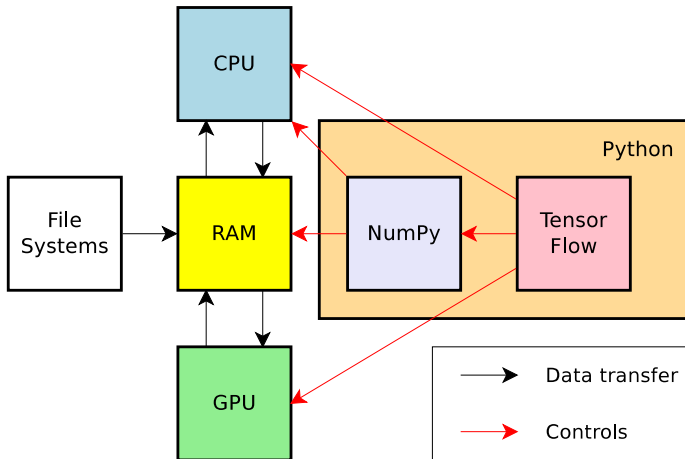 CPU
Python
File
Systems
RAM
NumPy
Tensor
Flow
GPU
Data transfer
Controls